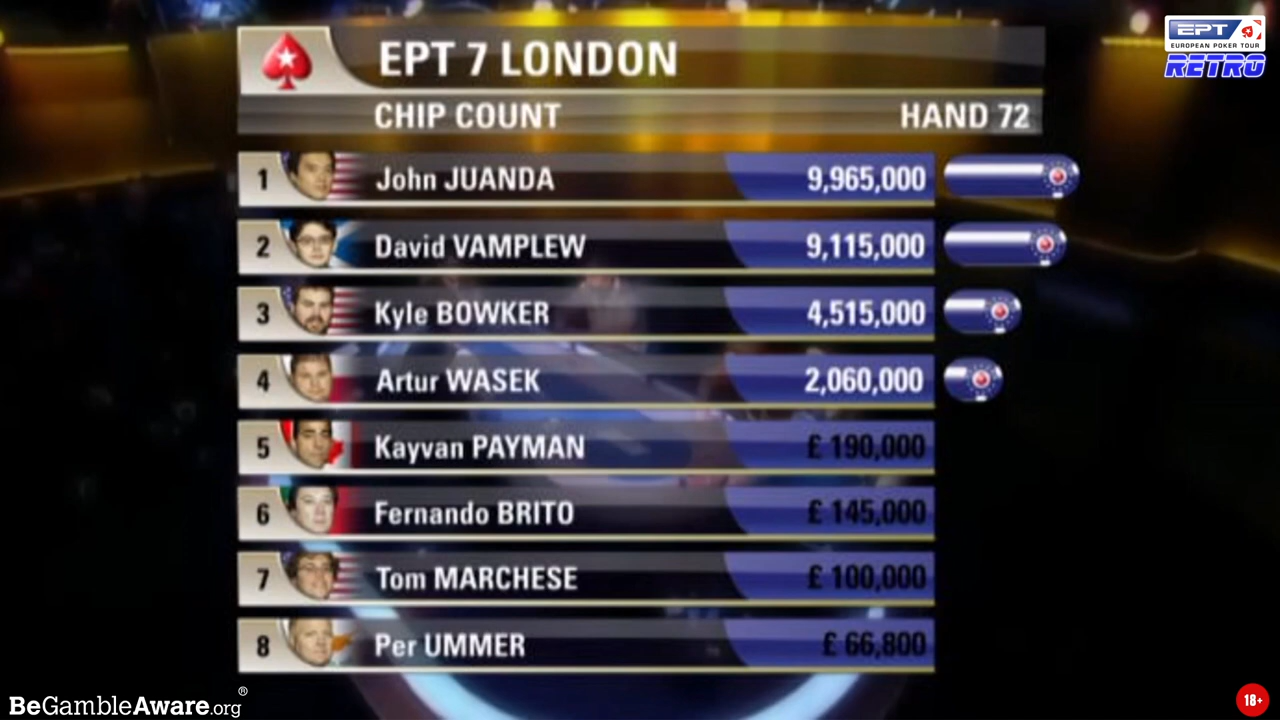 EPT 7 LONDON
CHIP COUNT HAND 72
1 John JUANDA 9,965,000
2 David VAMPLEW 9,115,000
3 Kyle BOWKER 4,515,000
4 Artur WASEK 2,060,000
5 Kayvan PAYMAN £ 190,000
6 Fernando BRITO £ 145,000
7 Tom MARCHESE £ 100,000
8 Per UMMER £ 66,800
EPT
EUROPEAN POKER TOUR
RETRO
BeGambleAware.org®
18+